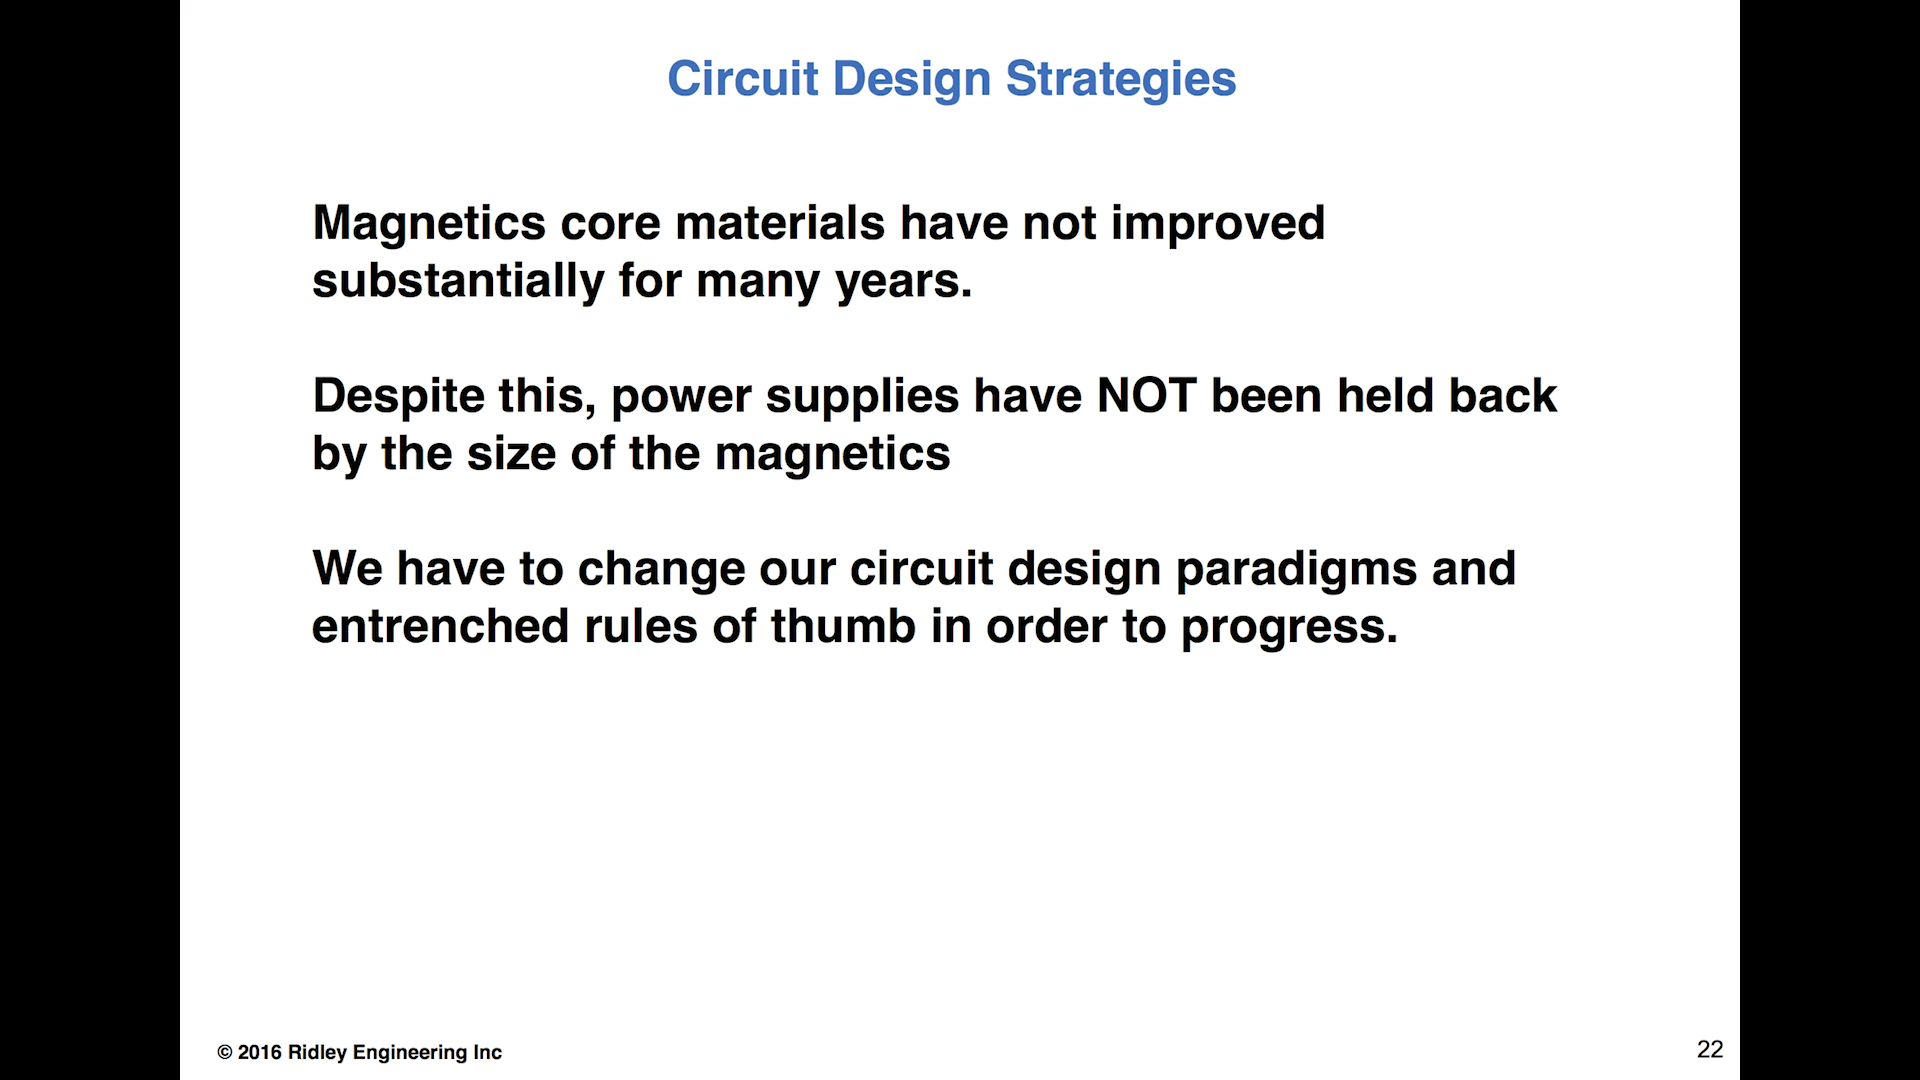 Circuit Design Strategies
Magnetics core materials have not improved
substantially for many years.
Despite this, power supplies have NOT been held back
by the size of the magnetics
We have to change our circuit design paradigms and
entrenched rules of thumb in order to progress.
© 2016 Ridley Engineering Inc
22